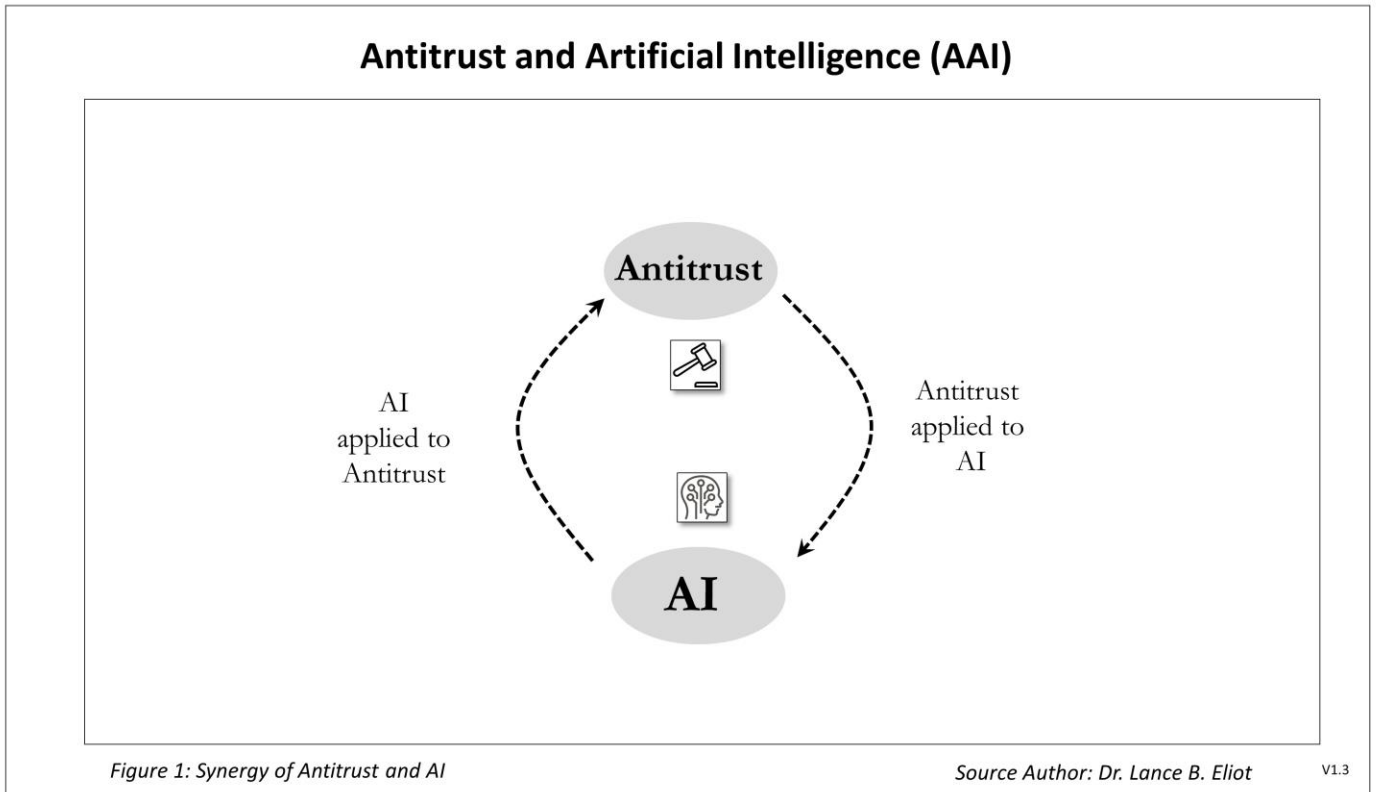 Antitrust and Artificial Intelligence (AAI)
Antitrust
AI
applied to
Antitrust
Antitrust
applied to
AI
AI
Figure 1: Synergy of Antitrust and AI
Source Author: Dr. Lance B. Eliot
V1.3